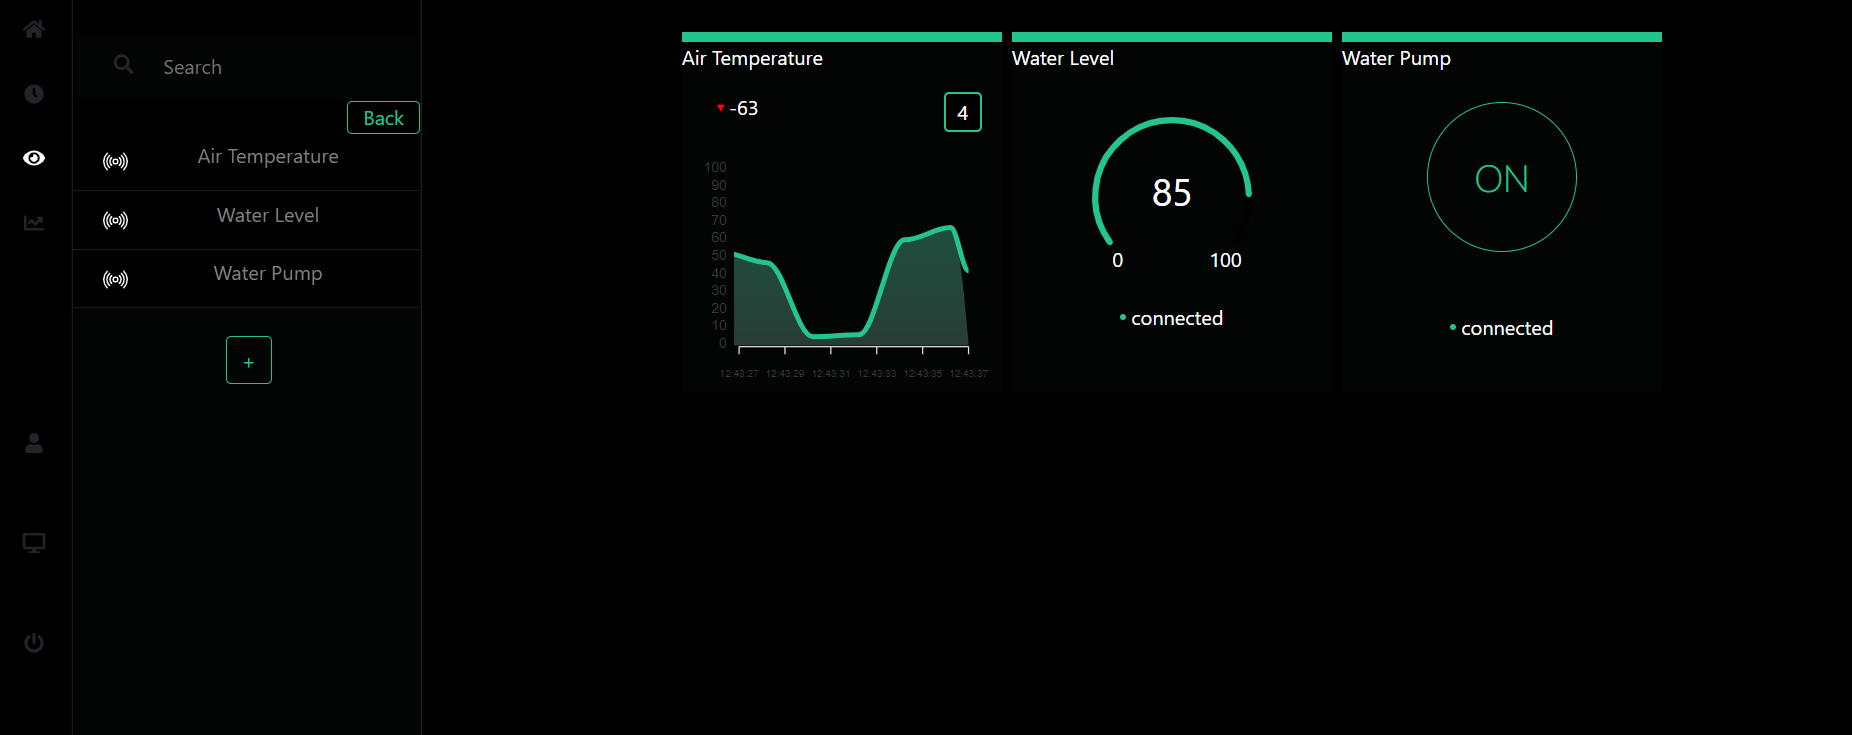 Search
Back
Air Temperature
Water Level
Water Pump
+
Air Temperature
-63
4
100
90
80
70
60
50
40
30
20
10
0
12:43:27 12:43:29 12:43:31 12:43:33 12:43:35 12:43:37
Water Level
85
0 100
connected
Water Pump
ON
connected